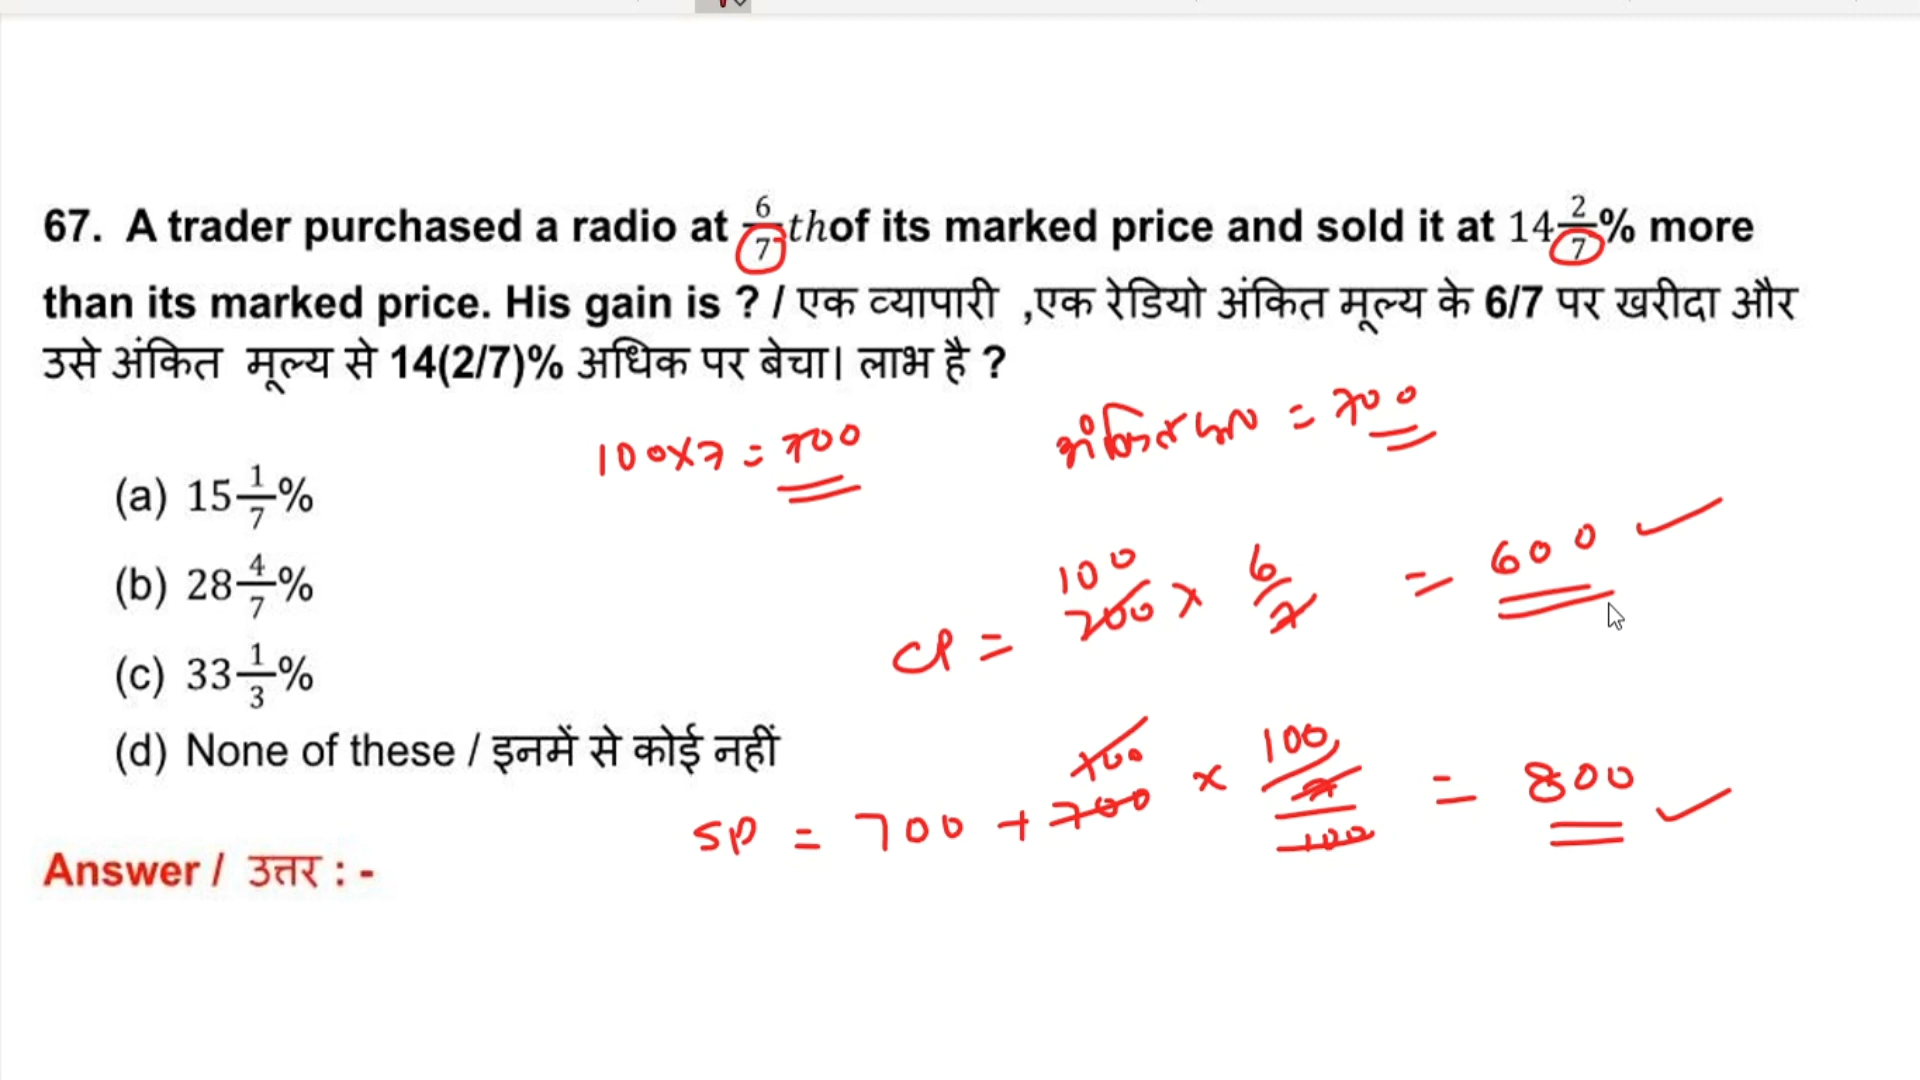 67. A trader purchased a radio at 6/7 thof its marked price and sold it at 14 2/7% more
than its marked price. His gain is ? / एक व्यापारी ,एक रेडियो अंकित मूल्य के 6/7 पर खरीदा और
उसे अंकित मूल्य से 14(2/7)% अधिक पर बेचा। लाभ है ?
100x7 = 700
अंकित मूल्य = 700
(a) 15 1/7%
(b) 28 4/7%
(c) 33 1/3%
(d) None of these / इनमें से कोई नहीं
100
CP = 700 x 6/7 = 600
100
SP = 700 + 700 x 100/7/100 = 800
Answer / उत्तर : -